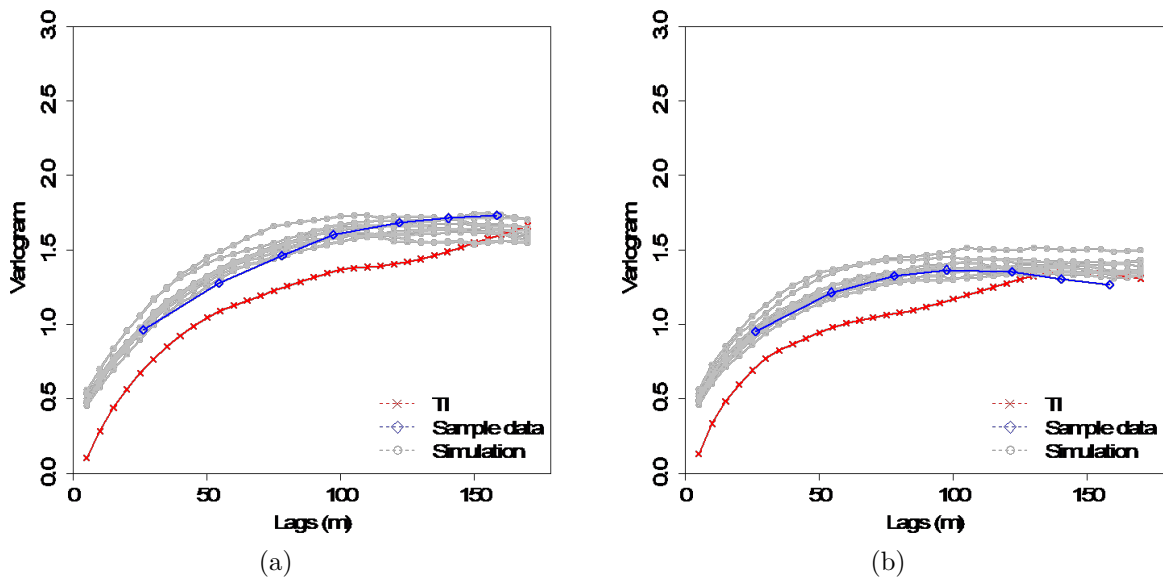 3.0
2.5
2.0
1.5
1.0
0.5
0.0
Variogram
TI
Sample data
Simulation
0 50 100 150
Lags (m)
(a)
3.0
2.5
2.0
1.5
1.0
0.5
0.0
Variogram
TI
Sample data
Simulation
0 50 100 150
Lags (m)
(b)